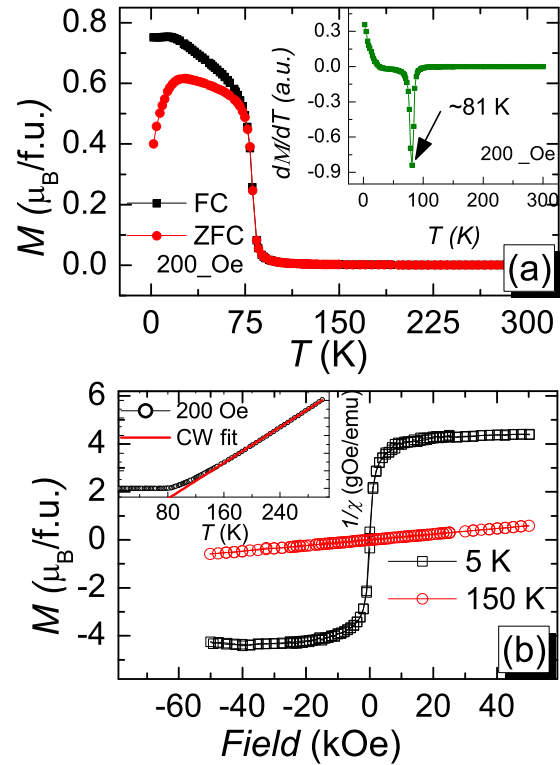 (a)
M (μB/f.u.)
0.8
0.6
0.4
0.2
0.0
FC
ZFC
200_Oe
0 75 150 225 300
T (K)
dM/dT (a.u.)
0.3
0.0
-0.3
-0.6
-0.9
~81 K
200 _Oe
0 100 200 300
T (K)
(b)
M (μB/f.u.)
6
4
2
0
-2
-4
200 Oe
CW fit
80 160 240
T (K)
1/χ (gOe/emu)
5 K
150 K
-60 -40 -20 0 20 40 60
Field (kOe)